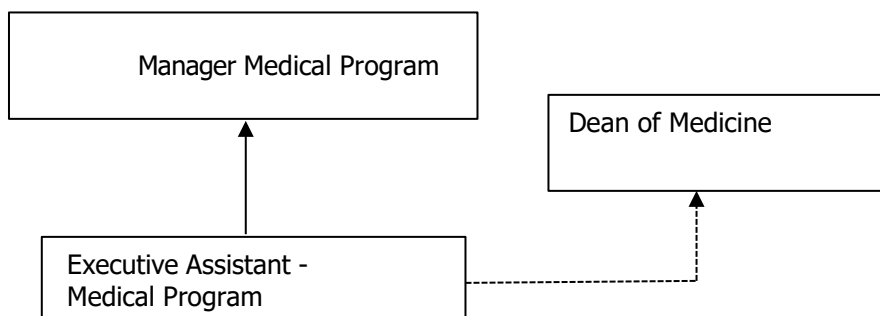 Manager Medical Program
Dean of Medicine
Executive Assistant -
Medical Program